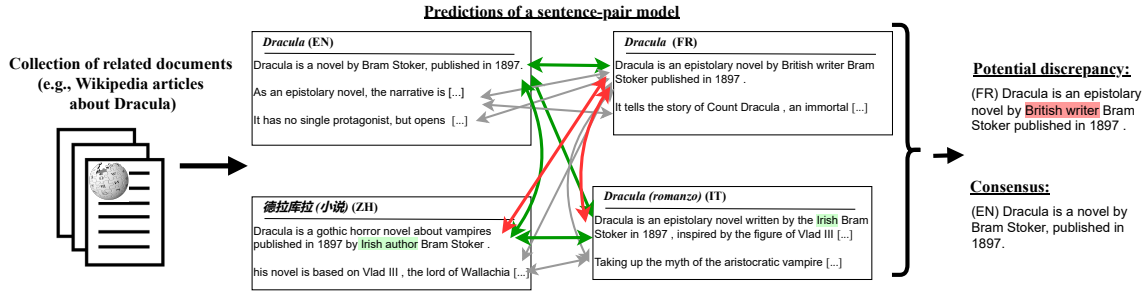 Predictions of a sentence-pair model
Collection of related documents
(e.g., Wikipedia articles
about Dracula)
Dracula (EN)
Dracula is a novel by Bram Stoker, published in 1897.
As an epistolary novel, the narrative is [...]
It has no single protagonist, but opens [...]
Dracula (FR)
Dracula is an epistolary novel by British writer Bram
Stoker published in 1897 .
It tells the story of Count Dracula , an immortal [...]
德拉库拉 (小说) (ZH)
Dracula is a gothic horror novel about vampires
published in 1897 by Irish author Bram Stoker .
his novel is based on Vlad III , the lord of Wallachia [...]
Dracula (romanzo) (IT)
Dracula is an epistolary novel written by the Irish Bram
Stoker in 1897 , inspired by the figure of Vlad III [...]
Taking up the myth of the aristocratic vampire [...]
Potential discrepancy:
(FR) Dracula is an epistolary
novel by British writer Bram
Stoker published in 1897 .
Consensus:
(EN) Dracula is a novel by
Bram Stoker, published in
1897.